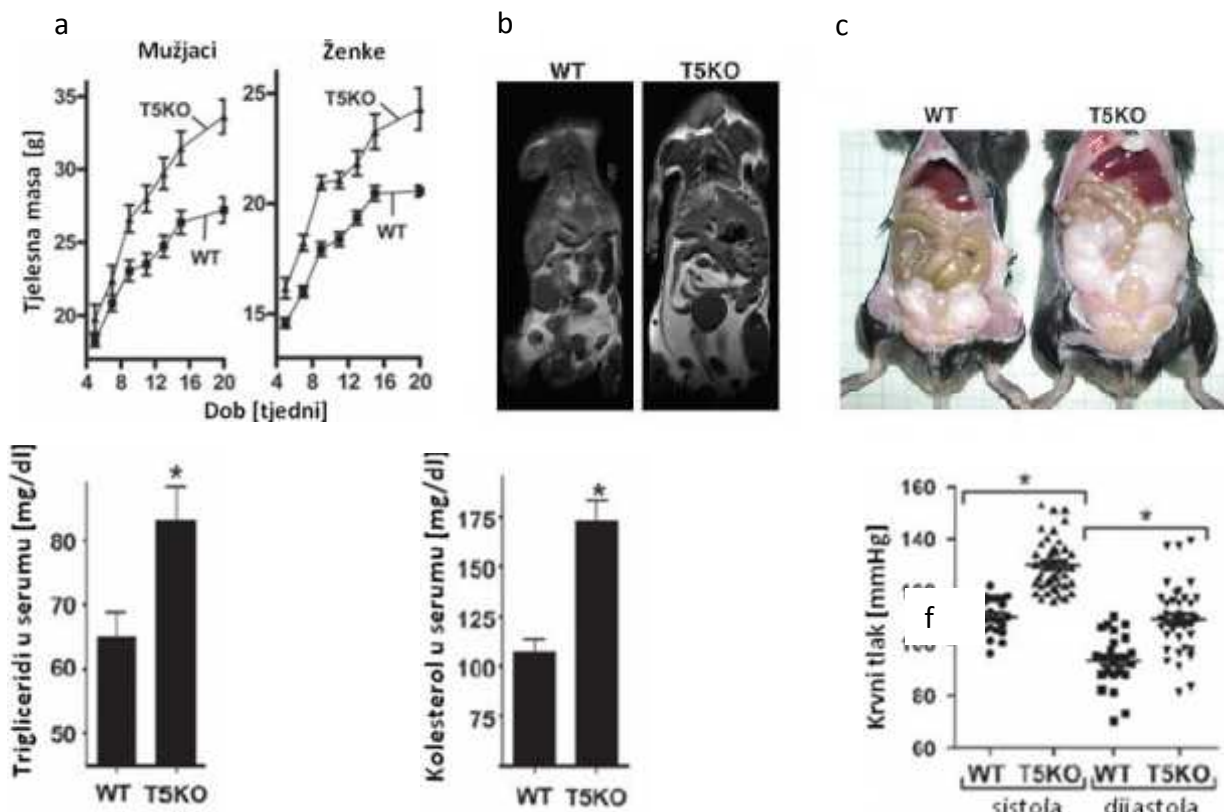 a
b
c
Mužjaci
Ženke
Tjelesna masa [g]
35
30
25
20
T5KO
WT
4 8 12 16 20
25
20
15
T5KO
WT
4 8 12 16 20
Dob [tjedni]
WT T5KO
WT T5KO
Trigliceridi u serumu [mg/dl]
80
70
60
50
*
WT T5KO
Kolesterol u serumu [mg/dl]
175
150
125
100
75
*
WT T5KO
f
Krvni tlak [mmHg]
160
140
80
60
*
*
WT T5KO WT T5KO
sistola dijastola